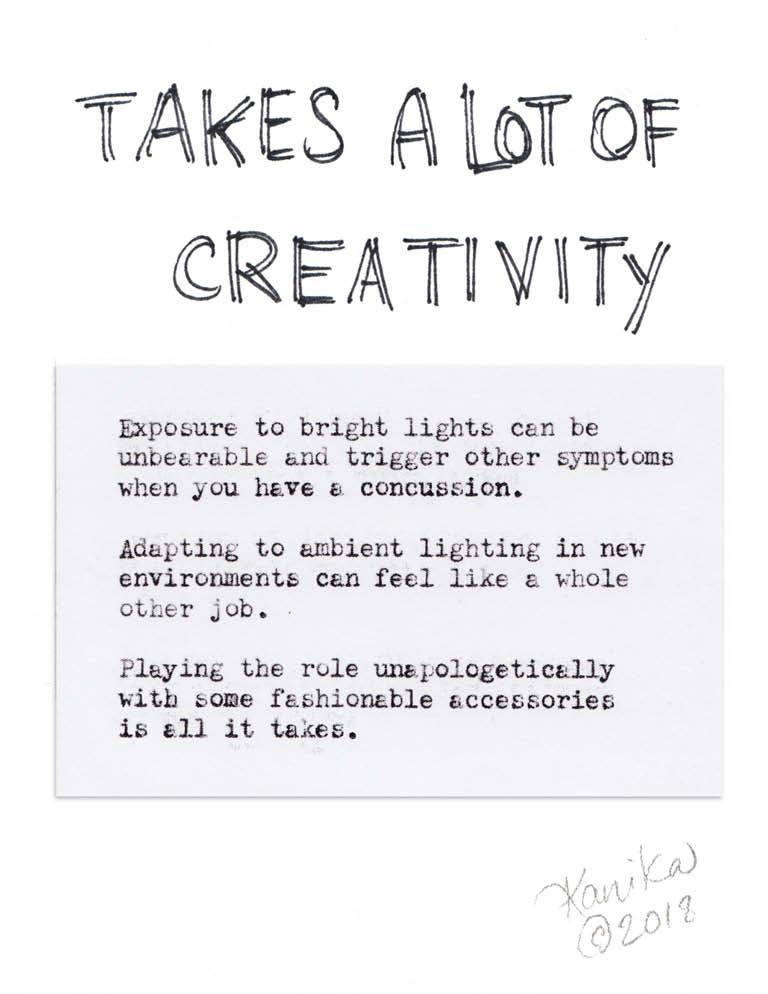 TAKES A LOT OF
CREATIVITY
Exposure to bright lights can be
unbearable and trigger other symptoms
when you have a concussion.
Adapting to ambient lighting in new
environments can feel like a whole
other job.
Playing the role unapologetically
with some fashionable accessories
is all it takes.
Kanika
©2018